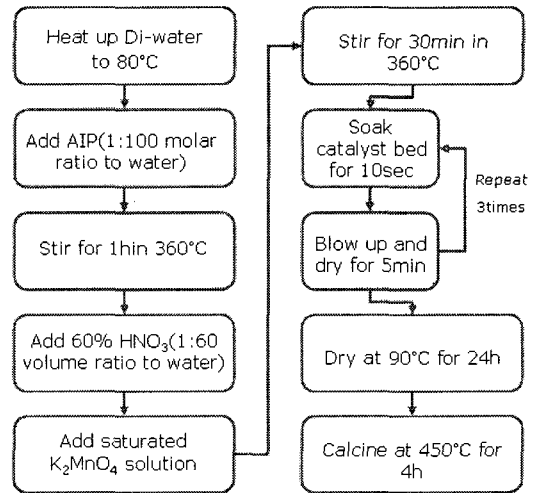 Heat up Di-water
to 80°C
Add AIP(1:100 molar
ratio to water)
Stir for 1hin 360°C
Add 60% HNO₃(1:60
volume ratio to water)
Add saturated
K₂MnO₄ solution
Stir for 30min in
360°C
Soak
catalyst bed
for 10sec
Repeat
3times
Blow up and
dry for 5min
Dry at 90°C for 24h
Calcine at 450°C for
4h